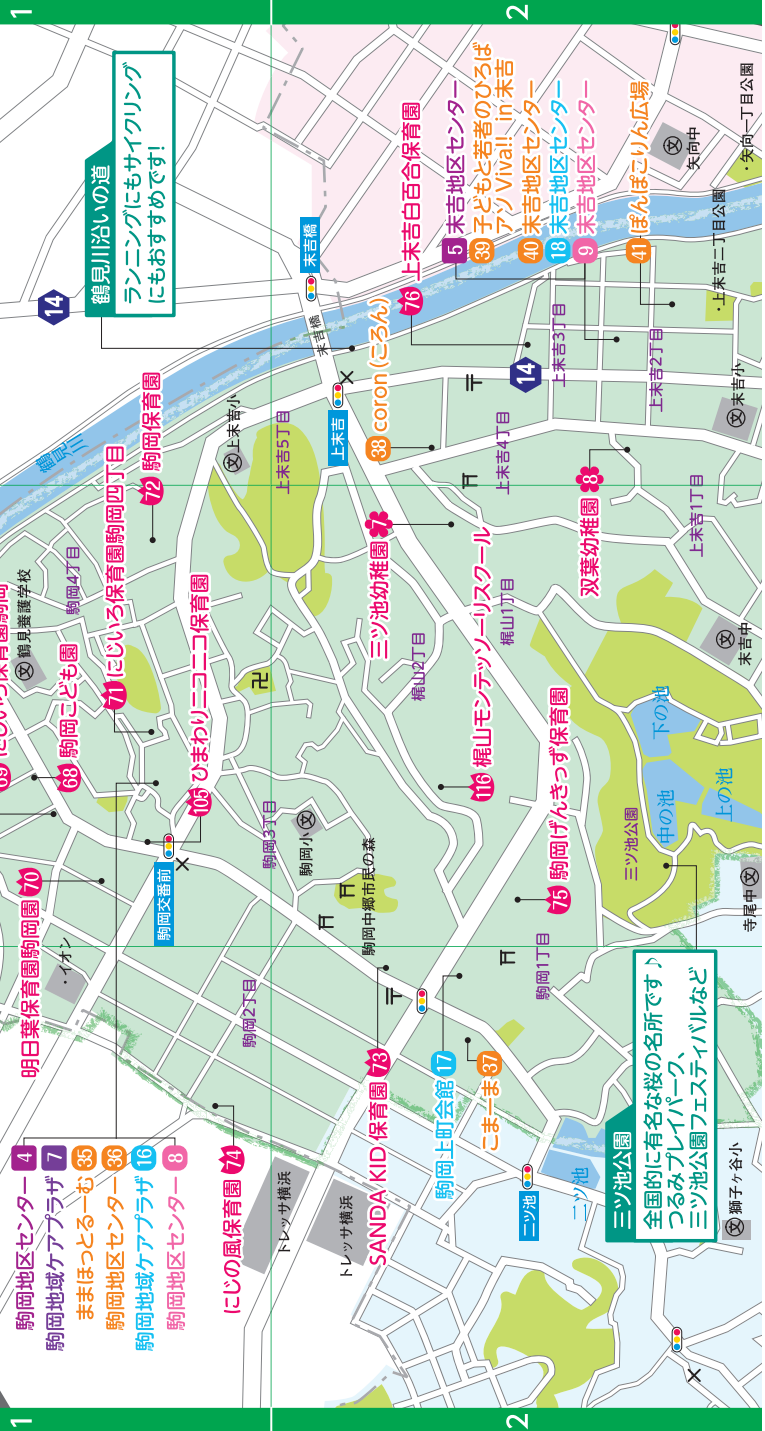 1
2
1
2
駒岡地区センター 4
駒岡地域ケアプラザ 7
ままほっとるーむ 35
駒岡地区センター 36
駒岡地域ケアプラザ 16
駒岡地区センター 8
にじの風保育園 74
明日葉保育園駒岡園 70
・イオン
68 駒岡こども園
鶴見養護学校
駒岡4丁目
71 にじいろ保育園駒岡四丁目
72 駒岡保育園
105 ひまわりニコニコ保育園
駒岡交番前
鶴見川
14
鶴見川沿いの道
ランニングにもサイクリング
にもおすすめです!
上末吉小
上末吉5丁目
駒岡2丁目
駒岡3丁目
駒岡小
トレッサ横浜
トレッサ横浜
駒岡中郷市民の森
末吉橋
末吉橋
上末吉
SANDA KID 保育園 73
三ツ池幼稚園 7
38 coron (ころん)
76 上末吉白百合保育園
梶山2丁目
駒岡上町会館 17
こまーま 37
116 梶山モンテッソーリスクール
梶山1丁目
上末吉4丁目
5 末吉地区センター
39 子どもと若者のひろば
アソVivа!! in 末吉
40 末吉地区センター
18 末吉地区センター
9 末吉地区センター
14
上末吉3丁目
二ツ池
二ツ池
駒岡1丁目
75 駒岡げんきっず保育園
双葉幼稚園 8
41 ぽんぽこりん広場
上末吉2丁目
三ツ池公園
全国的に有名な桜の名所です♪
つるみプレイパーク、
三ツ池公園フェスティバルなど
三ツ池公園
中の池
下の池
上の池
上末吉1丁目
矢向中
・上末吉二丁目公園
・矢向一丁目公園
獅子ヶ谷小
寺尾中
末吉中
末吉小